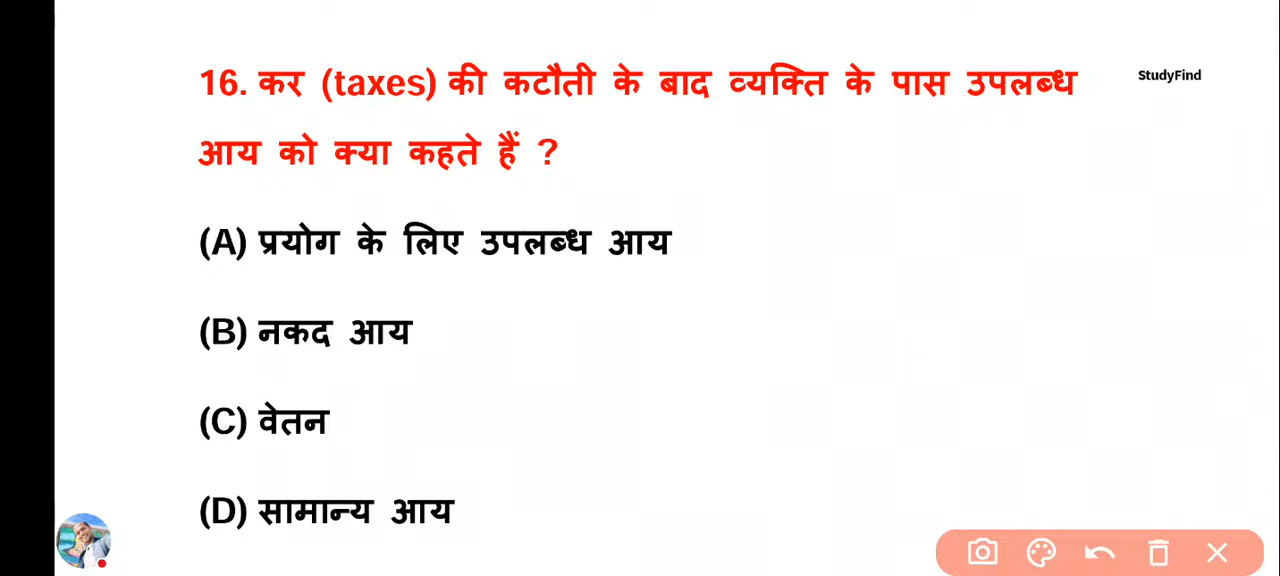 16. कर (taxes) की कटौती के बाद व्यक्ति के पास उपलब्ध
StudyFind
आय को क्या कहते हैं ?
(A) प्रयोग के लिए उपलब्ध आय
(B) नकद आय
(C) वेतन
(D) सामान्य आय